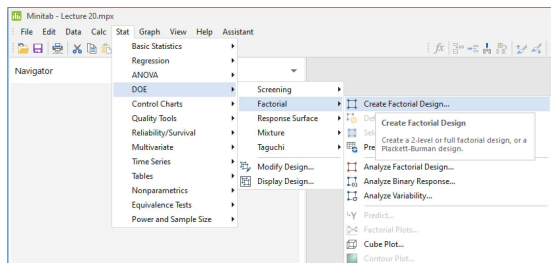 Minitab - Lecture 20.mpx
File Edit Data Calc Stat Graph View Help Assistant
Navigator
Basic Statistics
Regression
ANOVA
DOE
Control Charts
Quality Tools
Reliability/Survival
Multivariate
Time Series
Tables
Nonparametrics
Equivalence Tests
Power and Sample Size
Screening
Factorial
Response Surface
Mixture
Taguchi
Modify Design...
Display Design...
Create Factorial Design...
Create Factorial Design
Create a 2-level or full factorial design, or a
Plackett-Burman design.
Analyze Factorial Design...
Analyze Binary Response...
Analyze Variability...
Predict...
Factorial Plots...
Cube Plot...
Contour Plot...